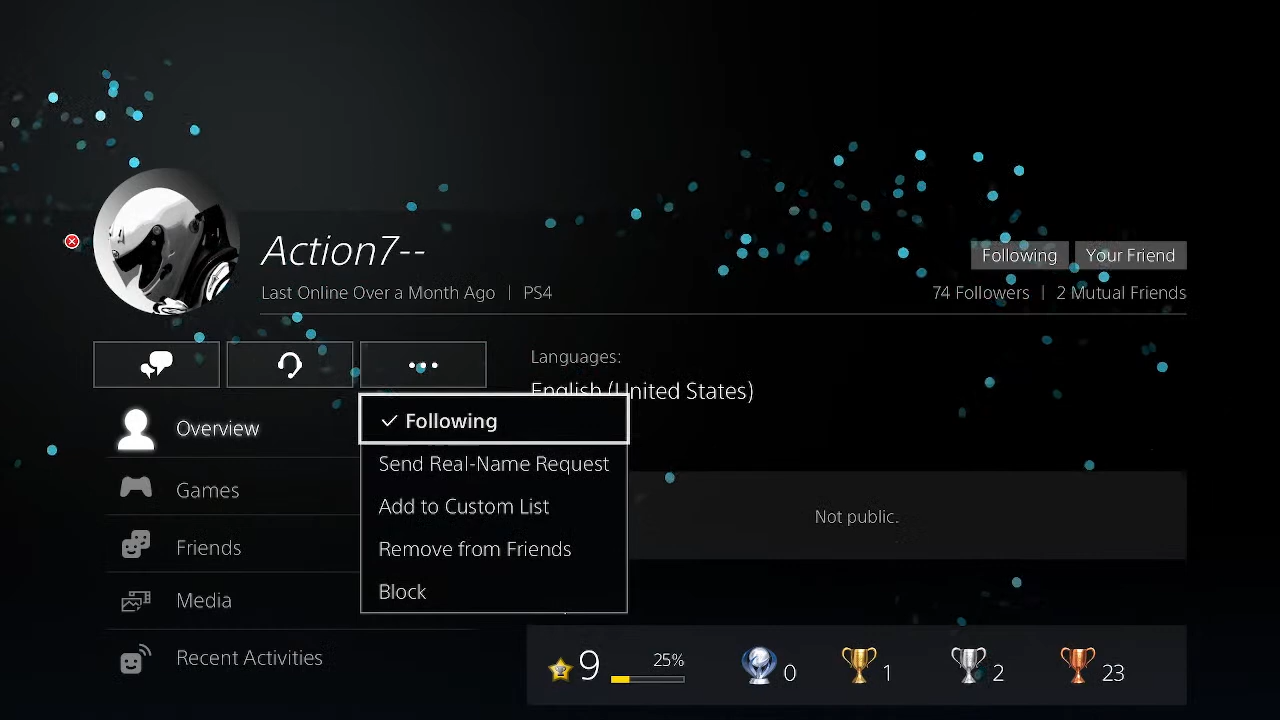 Action7--
Following
Your Friend
Last Online Over a Month Ago | PS4
74 Followers | 2 Mutual Friends
Languages:
English (United States)
Overview
Games
Friends
Media
Recent Activities
✓ Following
Send Real-Name Request
Add to Custom List
Remove from Friends
Block
Not public.
9
25%
0
1
2
23